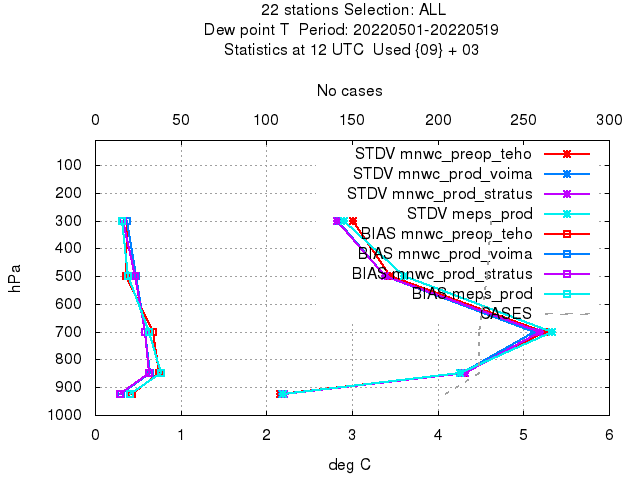 22 stations Selection: ALL
Dew point T  Period: 20220501-20220519
Statistics at 12 UTC  Used {09} + 03
No cases
0 50 100 150 200 250 300
STDV mnwc_preop_teho
STDV mnwc_prod_voima
STDV mnwc_prod_stratus
STDV meps_prod
BIAS mnwc_preop_teho
BIAS mnwc_prod_voima
BIAS mnwc_prod_stratus
BIAS meps_prod
CASES
hPa
100
200
300
400
500
600
700
800
900
1000
0 1 2 3 4 5 6
deg C